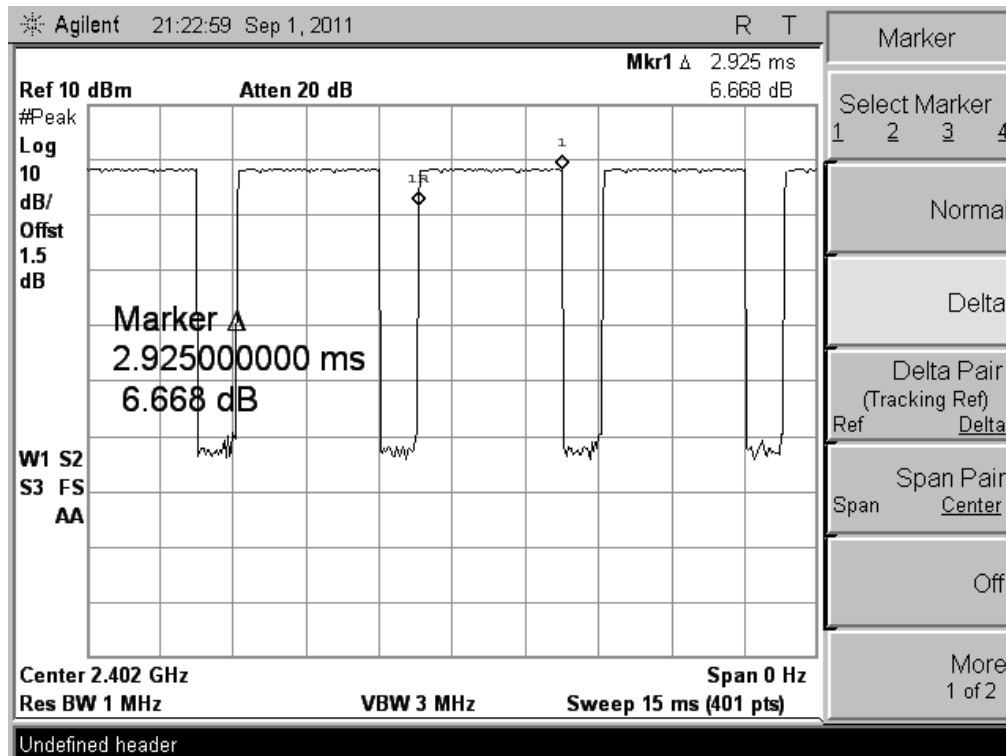 Agilent 21:22:59 Sep 1, 2011 R T
Mkr1 Δ 2.925 ms
Ref 10 dBm Atten 20 dB 6.668 dB
#Peak
Log
10
dB/
Offst
1.5
dB
1R
1
Marker Δ
2.925000000 ms
6.668 dB
W1 S2
S3 FS
AA
Center 2.402 GHz Span 0 Hz
Res BW 1 MHz VBW 3 MHz Sweep 15 ms (401 pts)
Undefined header
Marker
Select Marker
1 2 3 4
Normal
Delta
Delta Pair
(Tracking Ref)
Ref Delta
Span Pair
Span Center
Off
More
1 of 2